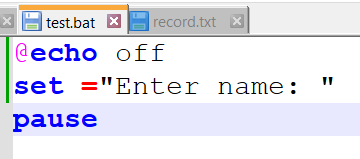 test.bat record.txt
@echo off
set ="Enter name: "
pause